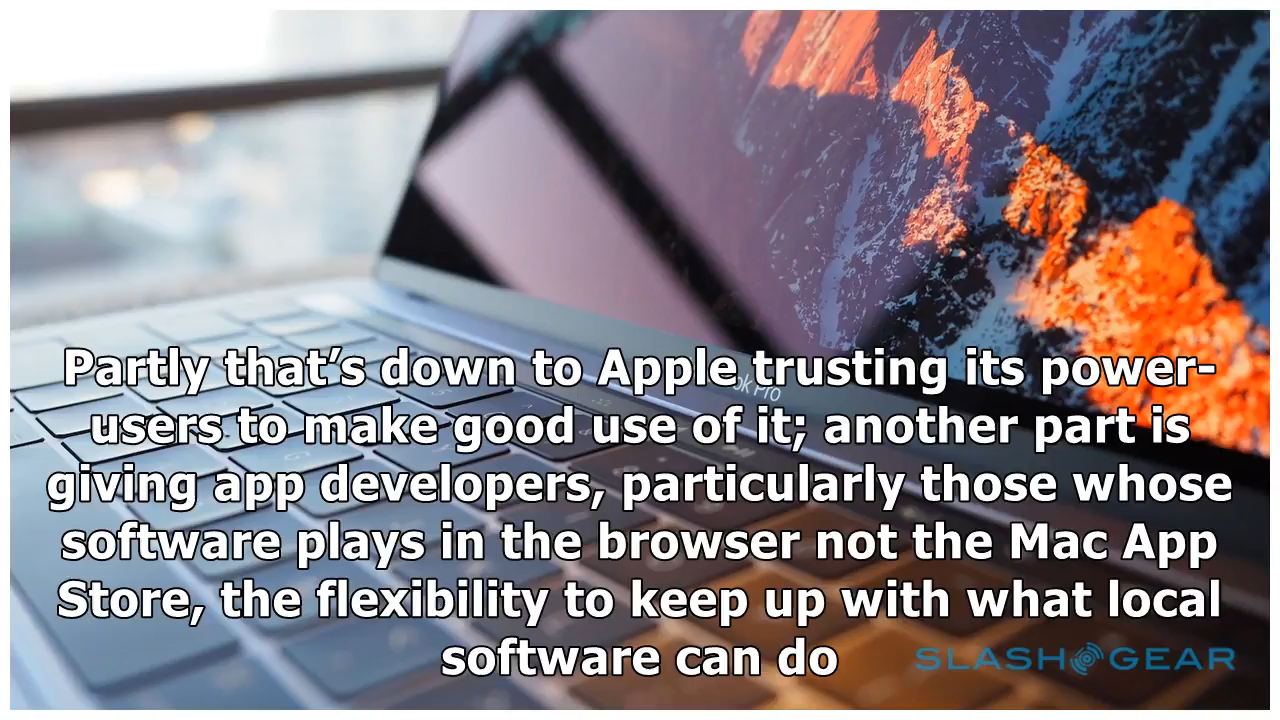 Partly that’s down to Apple trusting its power-
users to make good use of it; another part is
giving app developers, particularly those whose
software plays in the browser not the Mac App
Store, the flexibility to keep up with what local
software can do
ok Pro
SLASHGEAR